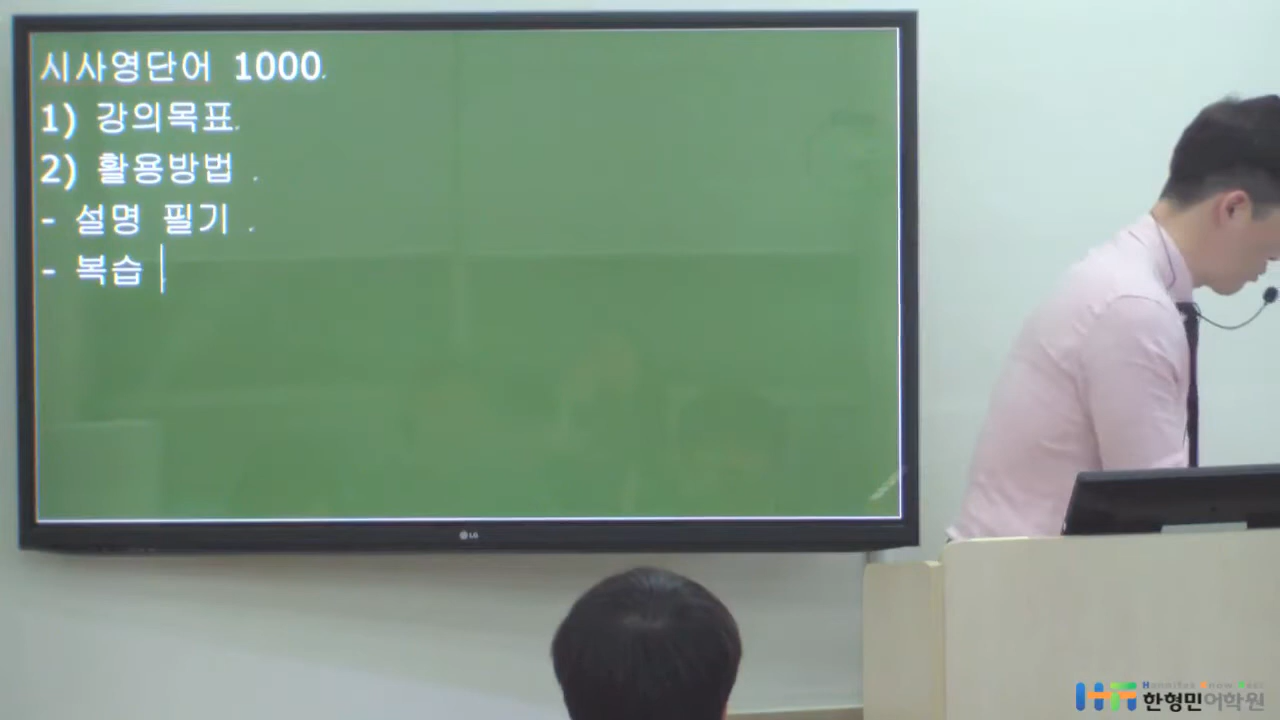 시사영단어 1000.
1) 강의목표.
2) 활용방법 .
- 설명 필기 .
- 복습
LG
한형민어학원